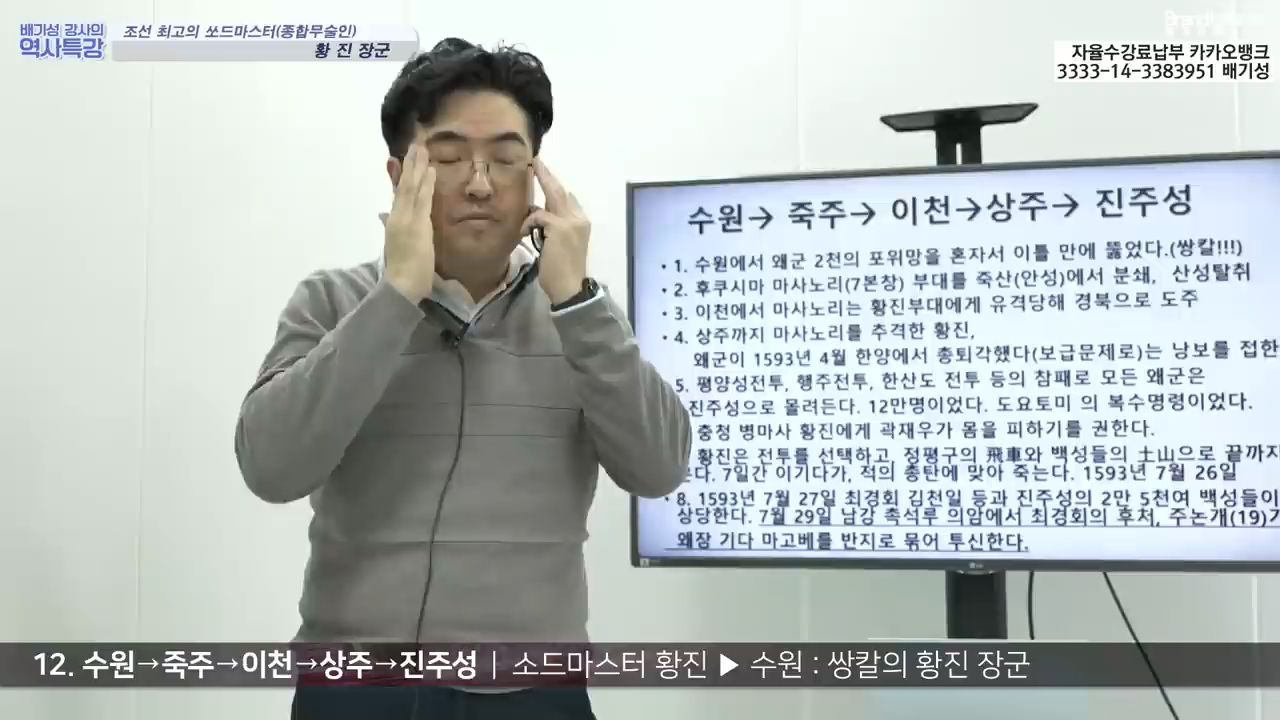 배기성 강사의
역사특강
조선 최고의 쏘드마스터(종합무술인)
황 진 장군
자율수강료납부 카카오뱅크
3333-14-3383951 배기성
수원→ 죽주→ 이천→상주→ 진주성
• 1. 수원에서 왜군 2천의 포위망을 혼자서 이틀 만에 뚫었다.(쌍칼!!!)
• 2. 후쿠시마 마사노리(7본창) 부대를 죽산(안성)에서 분쇄, 산성탈취
• 3. 이천에서 마사노리는 황진부대에게 유격당해 경북으로 도주
• 4. 상주까지 마사노리를 추격한 황진,
왜군이 1593년 4월 한양에서 총퇴각했다(보급문제로)는 낭보를 접한
5. 평양성전투, 행주전투, 한산도 전투 등의 참패로 모든 왜군은
진주성으로 몰려든다. 12만명이었다. 도요토미 의 복수명령이었다.
충청 병마사 황진에게 곽재우가 몸을 피하기를 권한다.
황진은 전투를 선택하고, 정평구의 飛車와 백성들의 土山으로 끝까지
다. 7일간 이기다가, 적의 총탄에 맞아 죽는다. 1593년 7월 26일
• 8. 1593년 7월 27일 최경회 김천일 등과 진주성의 2만 5천여 백성들이
상당한다. 7월 29일 남강 촉석루 의암에서 최경회의 후처, 주논개(19)가
왜장 기다 마고베를 반지로 묶어 투신한다.
LG
12. 수원→죽주→이천→상주→진주성 | 소드마스터 황진 ▶ 수원 : 쌍칼의 황진 장군